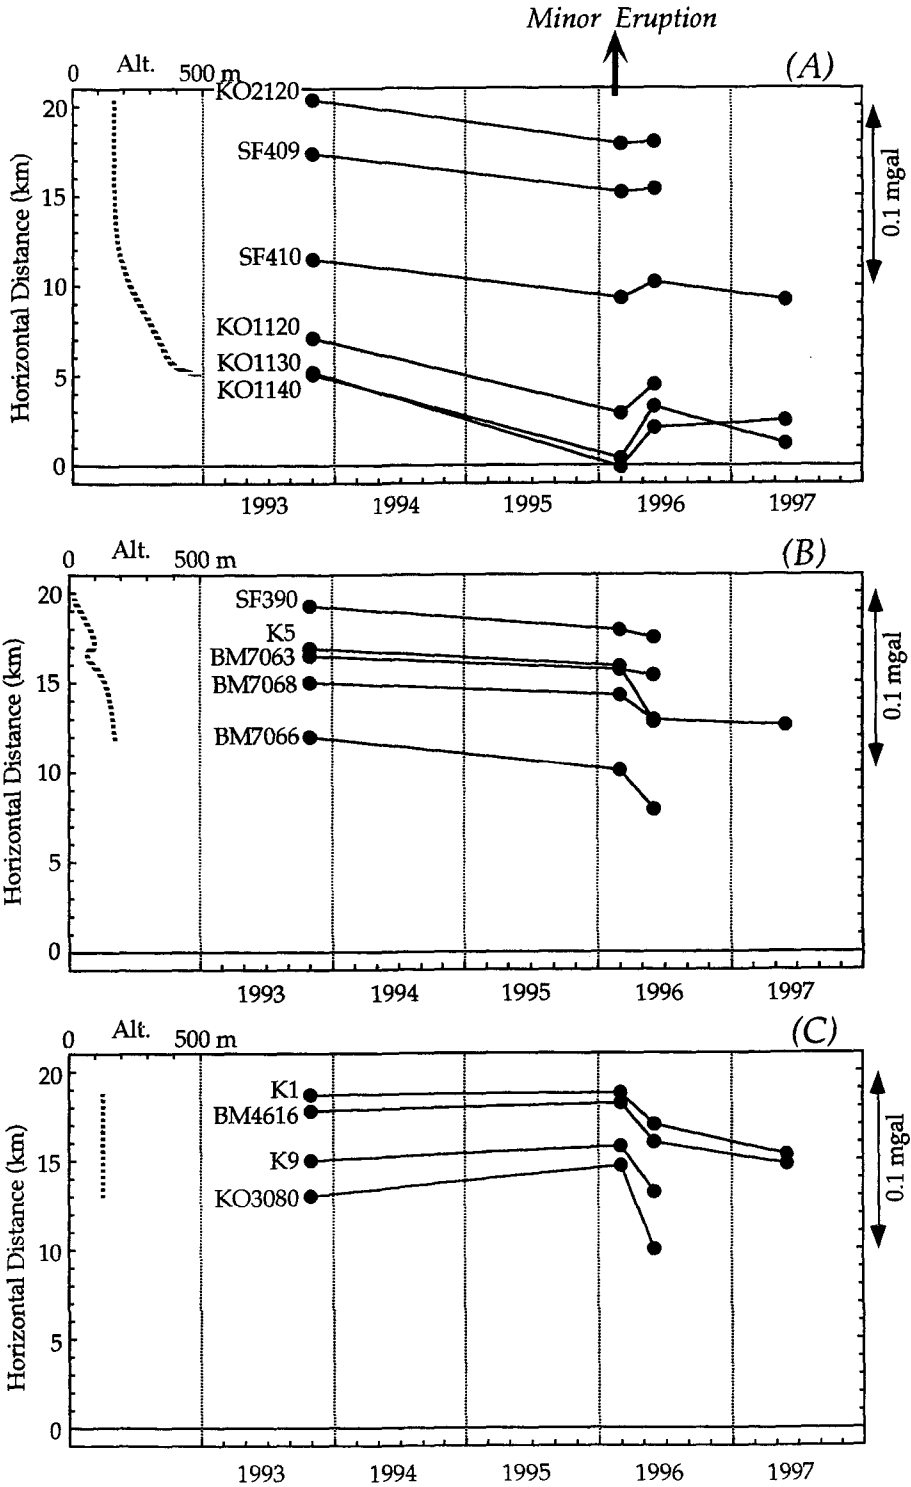 Minor Eruption
(A)
0 Alt. 500 m
KO2120
20
SF409
15
SF410
10
KO1120
KO1130
5
KO1140
0
Horizontal Distance (km)
0.1 mgal
1993 1994 1995 1996 1997
(B)
0 Alt. 500 m
SF390
20
K5
BM7063
15
BM7068
BM7066
10
5
0
Horizontal Distance (km)
0.1 mgal
1993 1994 1995 1996 1997
(C)
0 Alt. 500 m
20
K1
BM4616
15
K9
KO3080
10
5
0
Horizontal Distance (km)
0.1 mgal
1993 1994 1995 1996 1997